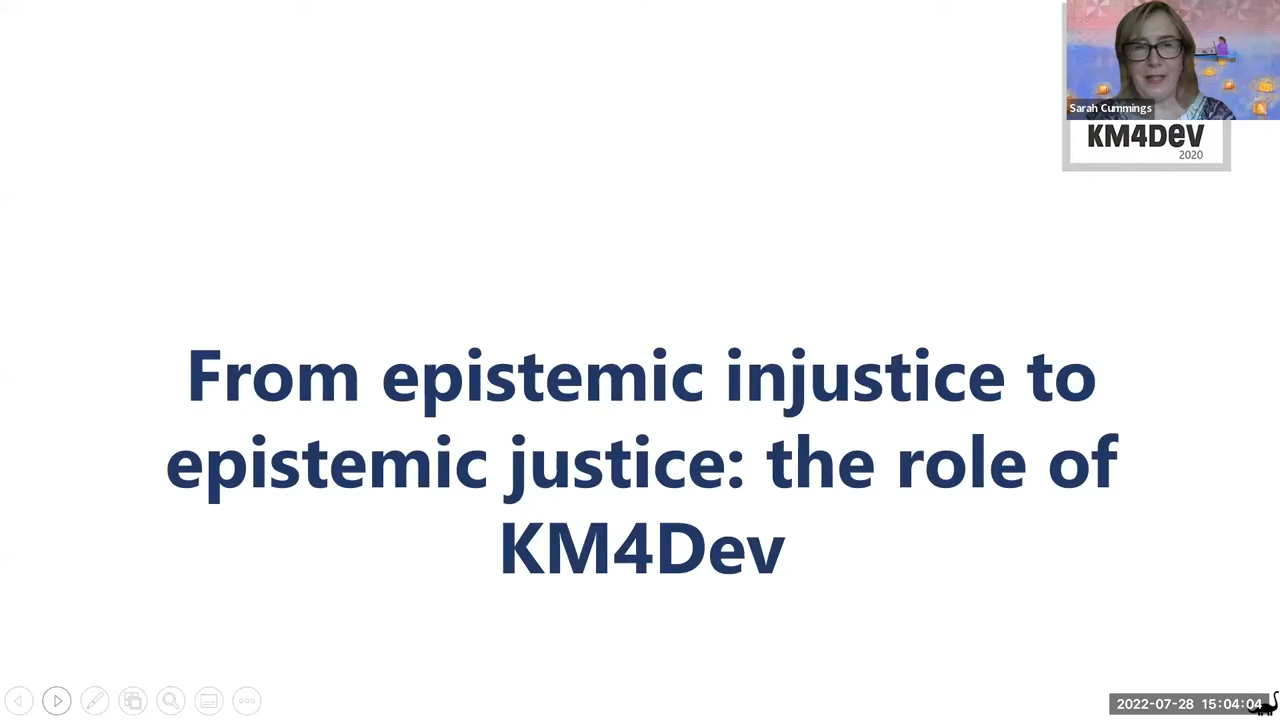 Sarah Cummings
KM4Dev
2020
From epistemic injustice to
epistemic justice: the role of
KM4Dev
2022-07-28 15:04:04